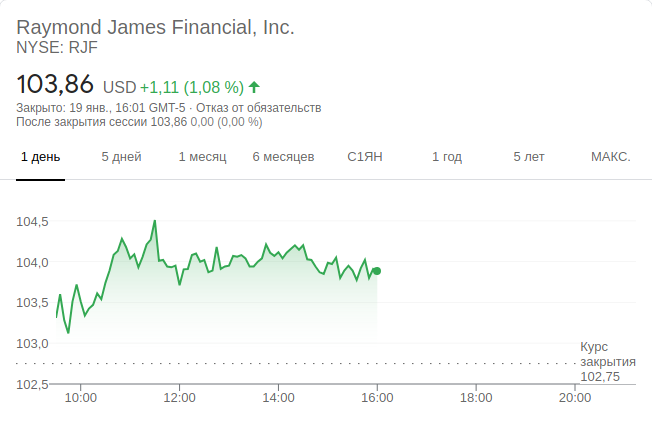 Raymond James Financial, Inc.
NYSE: RJF
103,86 USD +1,11 (1,08 %)
Закрыто: 19 янв., 16:01 GMT-5 · Отказ от обязательств
После закрытия сессии 103,86 0,00 (0,00 %)
1 день 5 дней 1 месяц 6 месяцев С1ЯН 1 год 5 лет МАКС.
104,5
104,0
103,5
103,0
Курс
закрытия
102,75
102,5
10:00 12:00 14:00 16:00 18:00 20:00